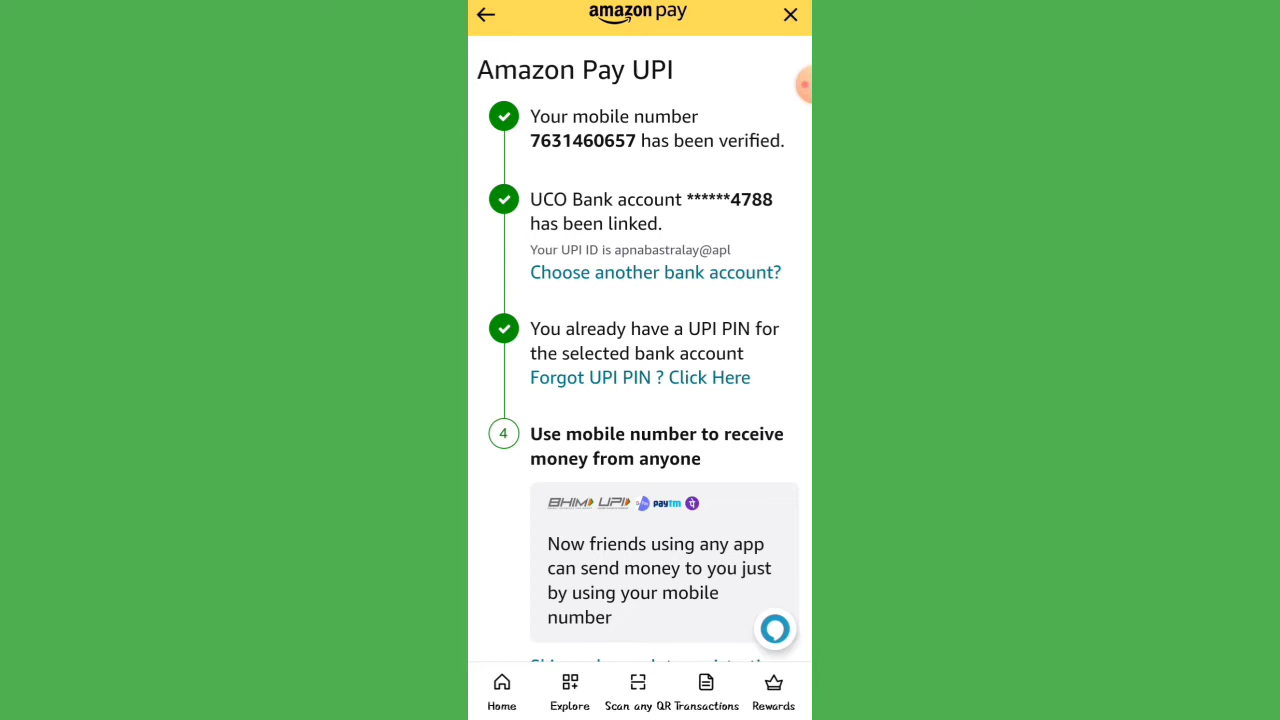 amazon pay
Amazon Pay UPI
Your mobile number
7631460657 has been verified.
UCO Bank account ******4788
has been linked.
Your UPI ID is apnabastralay@apl
Choose another bank account?
You already have a UPI PIN for
the selected bank account
Forgot UPI PIN ? Click Here
4
Use mobile number to receive
money from anyone
BHIM UPI paytm
Now friends using any app
can send money to you just
by using your mobile
number
Home Explore Scan any QR Transactions Rewards